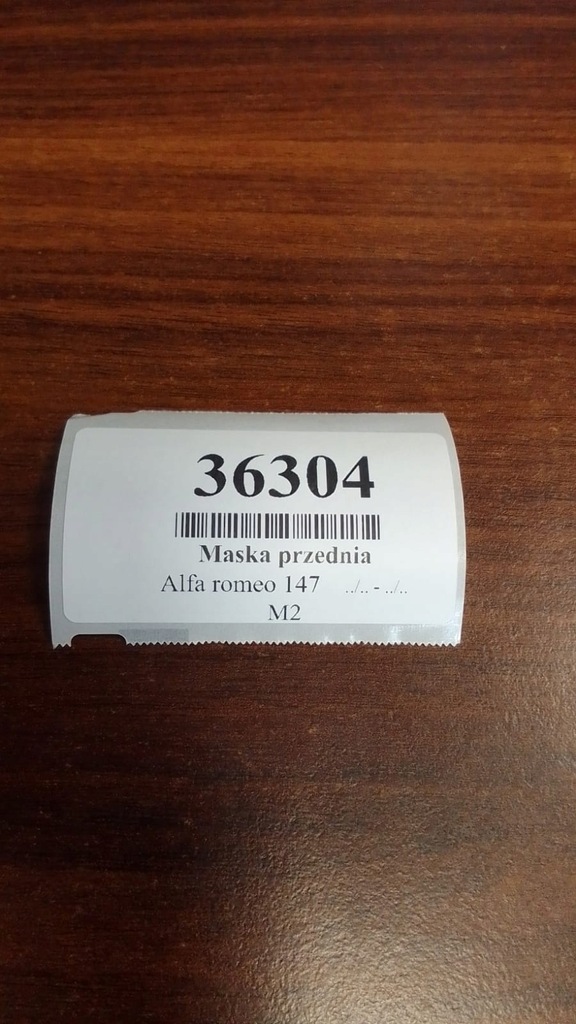 36304
Maska przednia
Alfa romeo 147 ../.. - ../..
M2